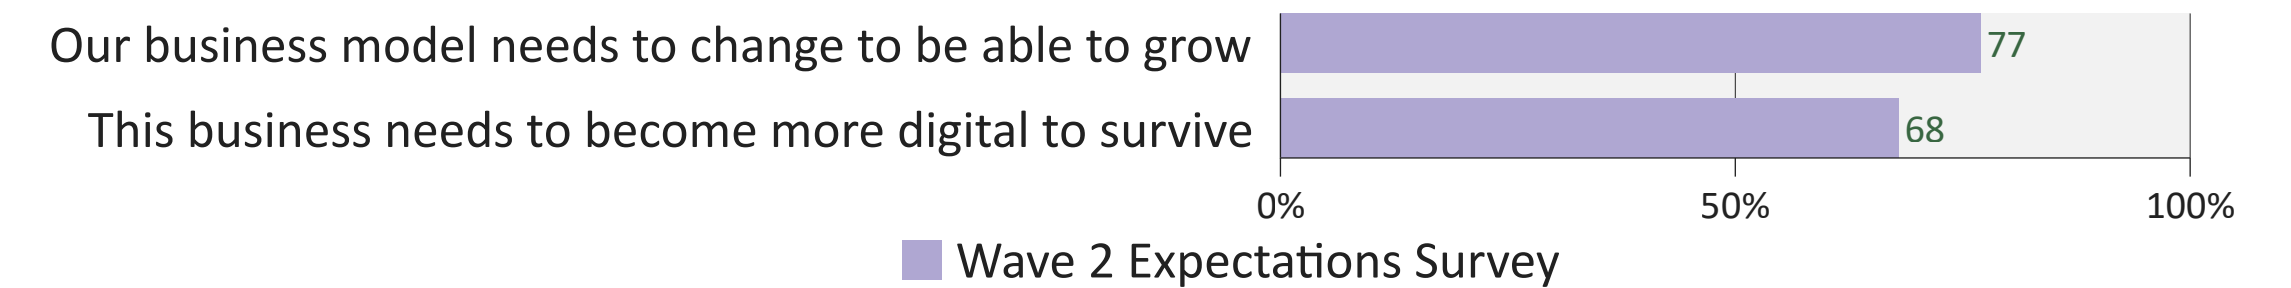 Our business model needs to change to be able to grow 77
This business needs to become more digital to survive 68
0% 50% 100%
Wave 2 Expectations Survey